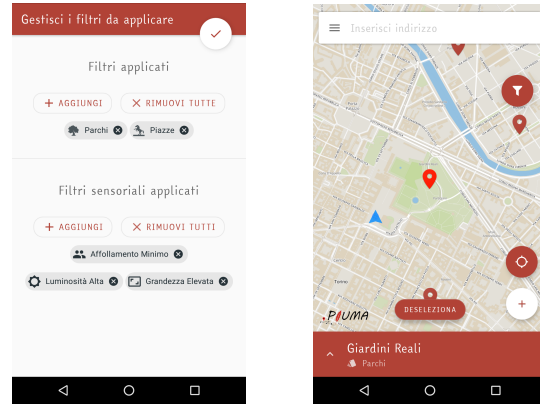 Gestisci i filtri da applicare
Filtri applicati
AGGIUNGI
RIMUOVI TUTTE
Parchi
Piazze
Filtri sensoriali applicati
AGGIUNGI
RIMUOVI TUTTI
Affollamento Minimo
Luminosità Alta
Grandezza Elevata
Inserisci indirizzo
Torino
DESELEZIONA
PIUMA
Giardini Reali
Parchi